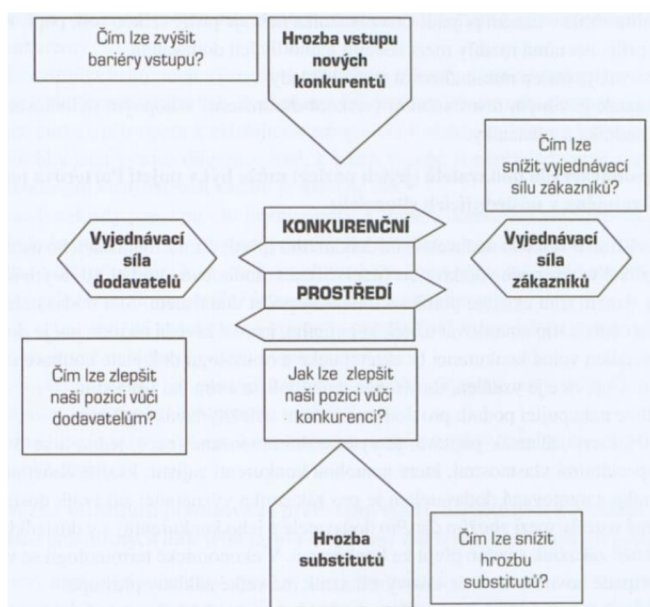 Čím lze zvýšit
bariéry vstupu?
Hrozba vstupu
nových
konkurentů
Čím lze
snížit vyjednávací
sílu zákazníků?
Vyjednávací
síla
dodavatelů
KONKURENČNÍ
PROSTŘEDÍ
Vyjednávací
síla
zákazníků
Čím lze zlepšit
naši pozici vůči
dodavatelům?
Jak lze zlepšit
naši pozici vůči
konkurenci?
Hrozba
substitutů
Čím lze snížit
hrozbu
substitutů?